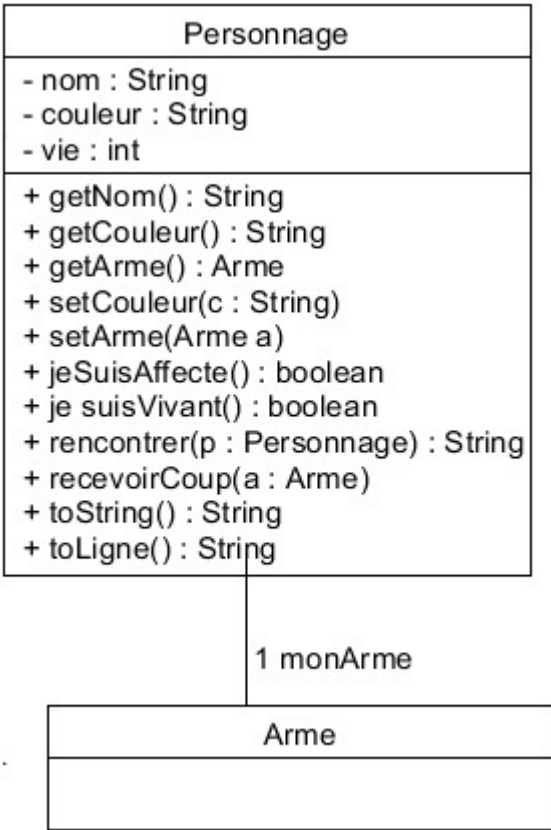 Personnage
- nom : String
- couleur : String
- vie : int
+ getNom() : String
+ getCouleur() : String
+ getArme() : Arme
+ setCouleur(c : String)
+ setArme(Arme a)
+ jeSuisAffecte() : boolean
+ je suisVivant() : boolean
+ rencontrer(p : Personnage) : String
+ recevoirCoup(a : Arme)
+ toString() : String
+ toLigne() : String
1 monArme
Arme